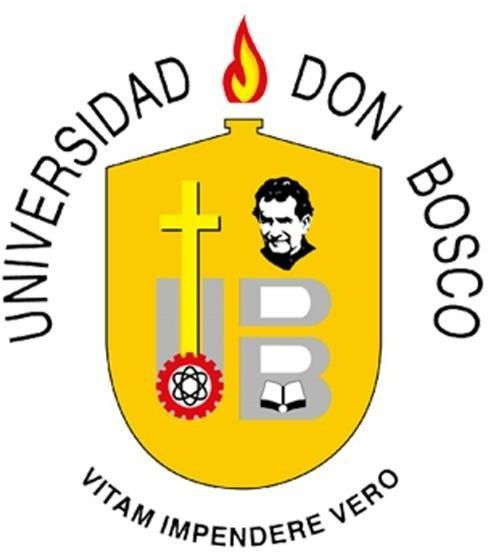 UNIVERSIDAD DON BOSCO
UDB
VITAM IMPENDERE VERO